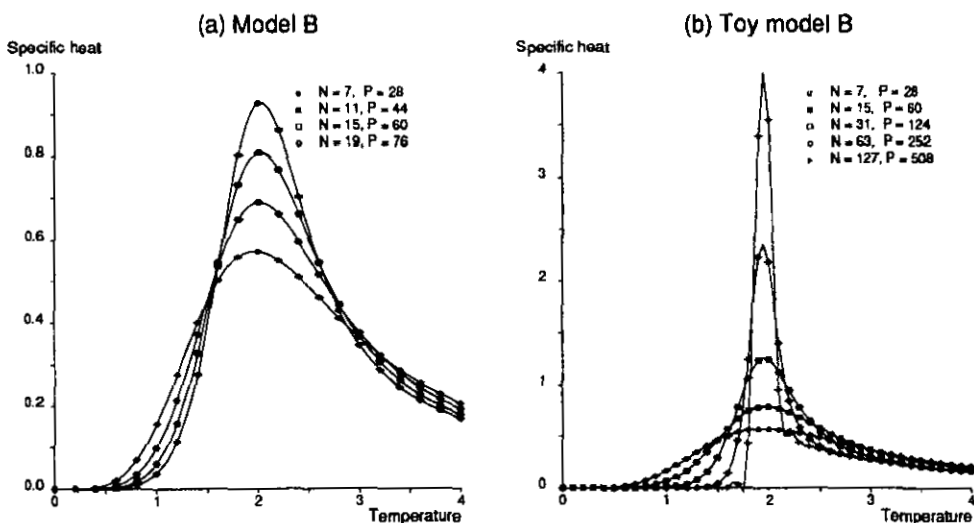 (a) Model B
Specific heat
1.0
0.8
0.6
0.4
0.2
0.0
0 1 2 3 4
Temperature
N = 7, P = 28
N = 11, P = 44
N = 15, P = 60
N = 19, P = 76
(b) Toy model B
Specific heat
4
3
2
1
0
0 1 2 3 4
Temperature
N = 7, P = 28
N = 15, P = 60
N = 31, P = 124
N = 63, P = 252
N = 127, P = 508